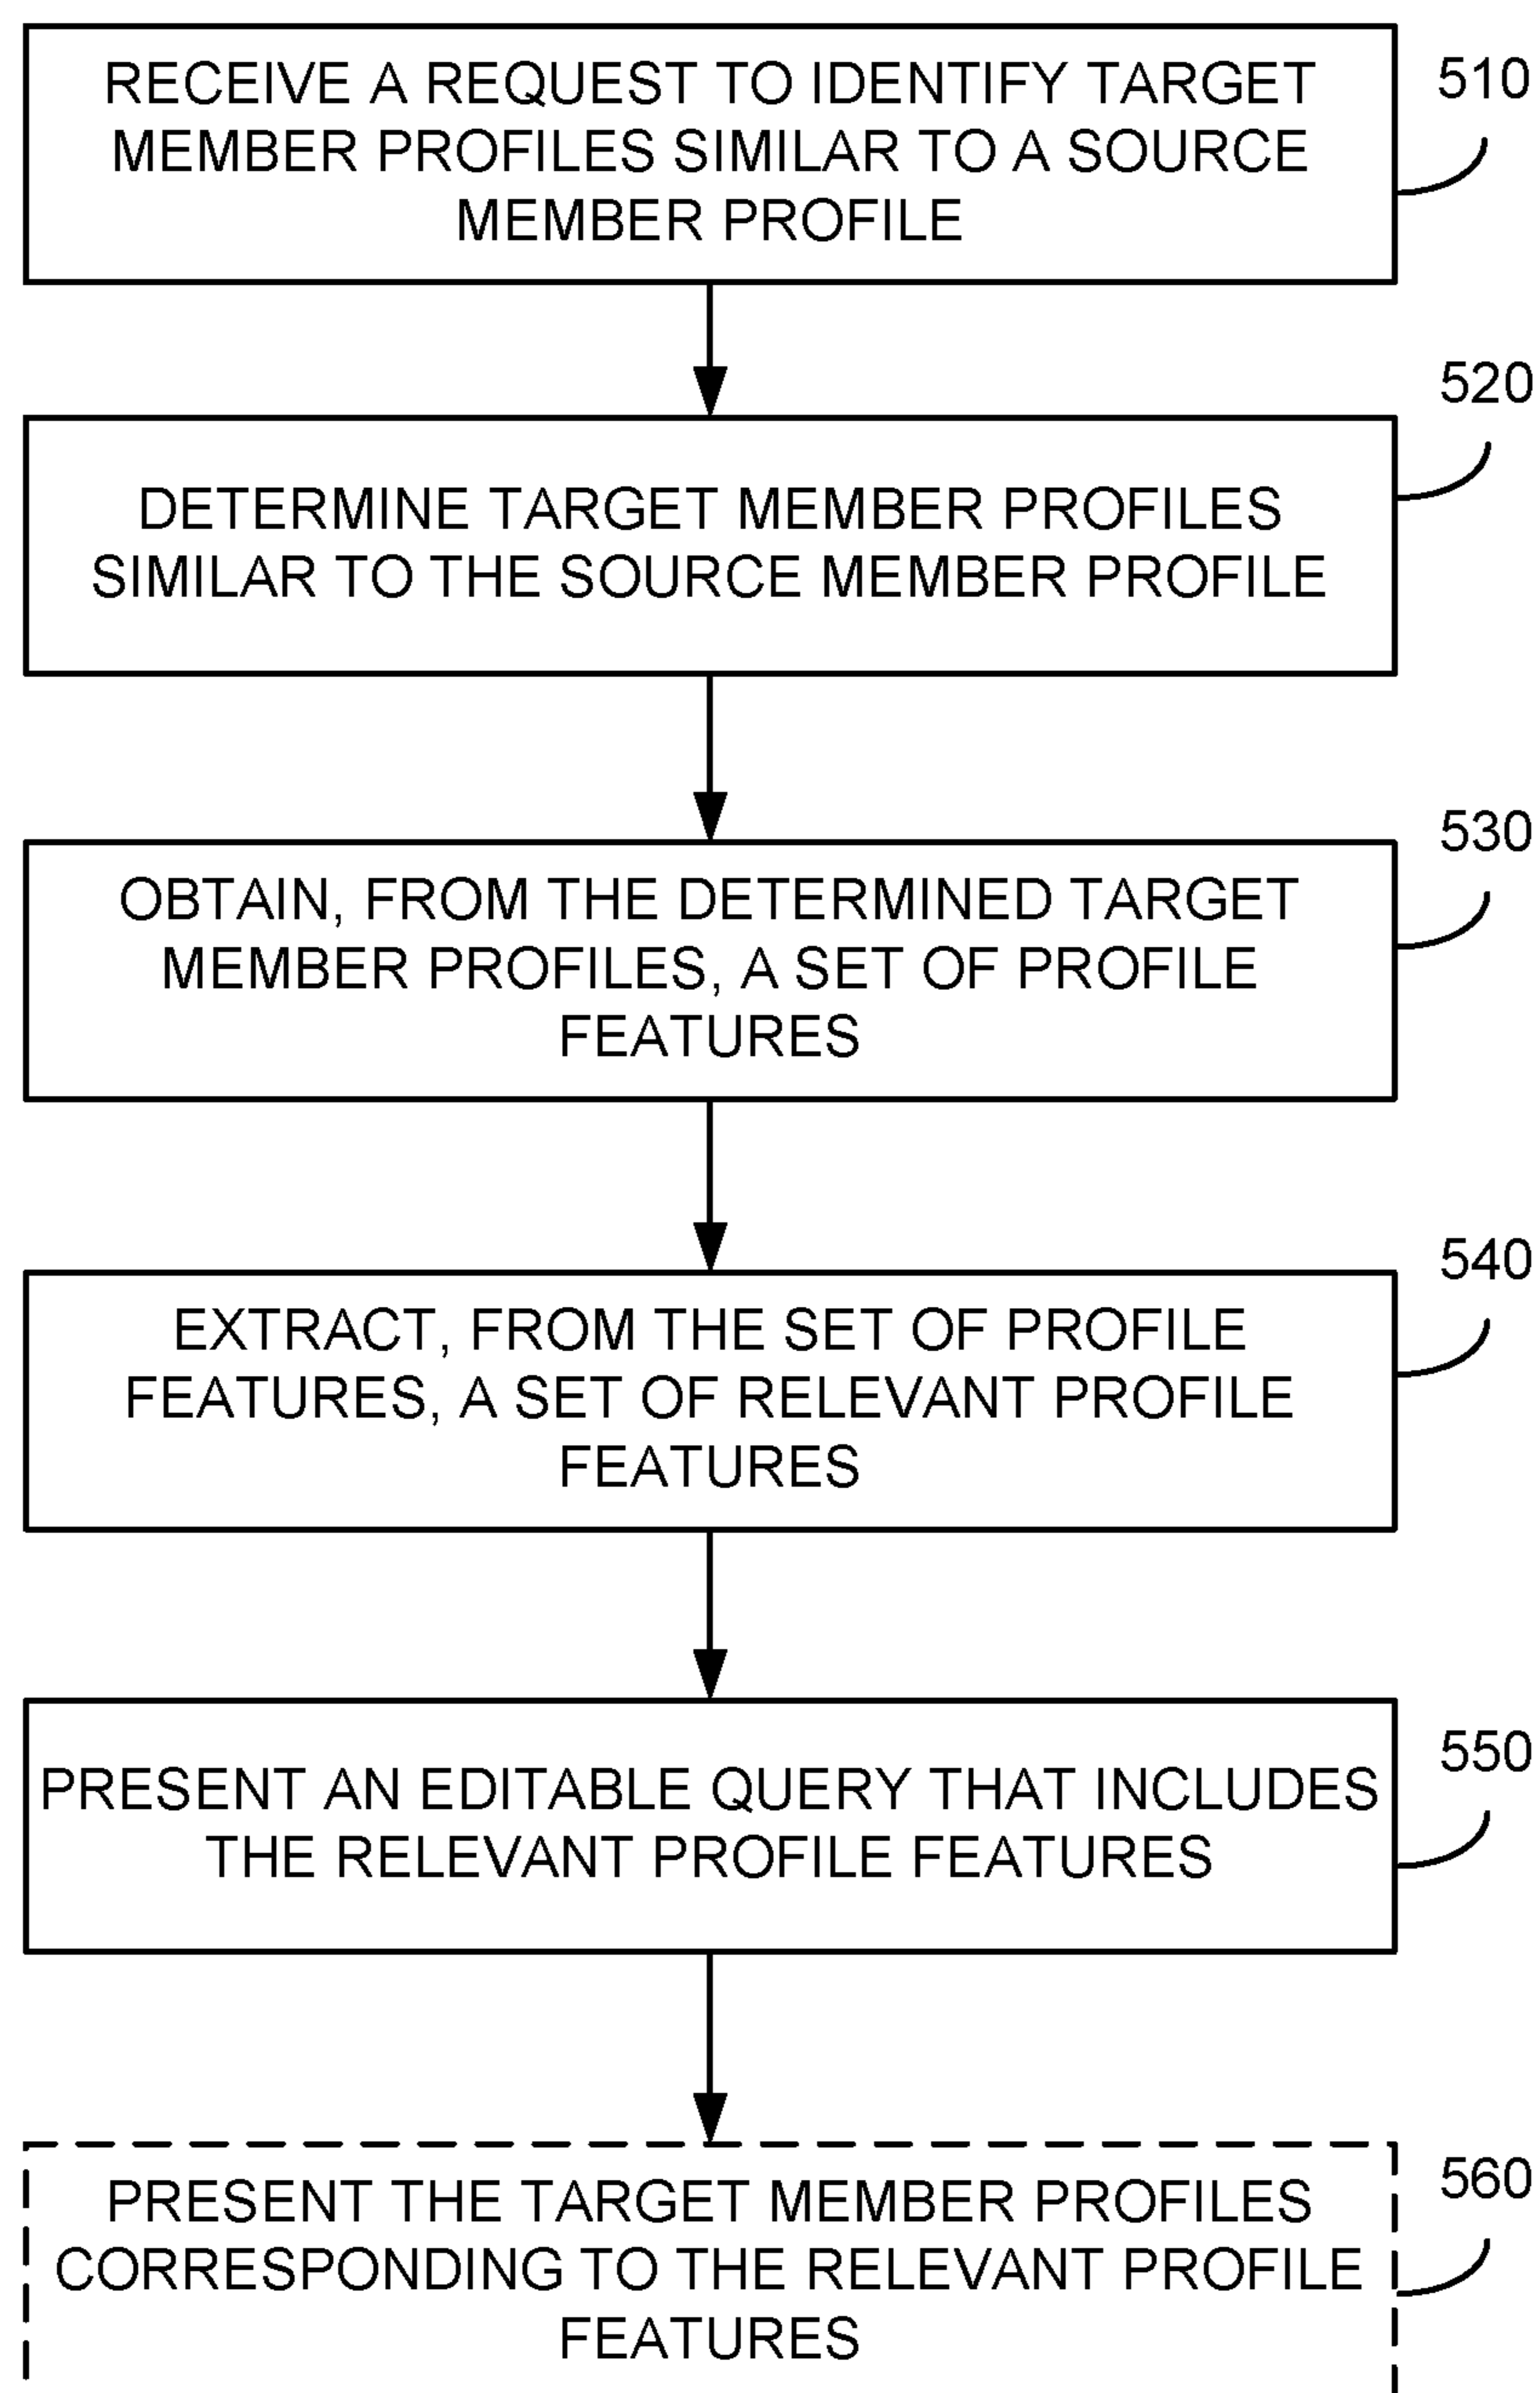 RECEIVE A REQUEST TO IDENTIFY TARGET
MEMBER PROFILES SIMILAR TO A SOURCE
MEMBER PROFILE
510
520
DETERMINE TARGET MEMBER PROFILES
SIMILAR TO THE SOURCE MEMBER PROFILE
530
OBTAIN, FROM THE DETERMINED TARGET
MEMBER PROFILES, A SET OF PROFILE
FEATURES
540
EXTRACT, FROM THE SET OF PROFILE
FEATURES, A SET OF RELEVANT PROFILE
FEATURES
550
PRESENT AN EDITABLE QUERY THAT INCLUDES
THE RELEVANT PROFILE FEATURES
560
PRESENT THE TARGET MEMBER PROFILES
CORRESPONDING TO THE RELEVANT PROFILE
FEATURES